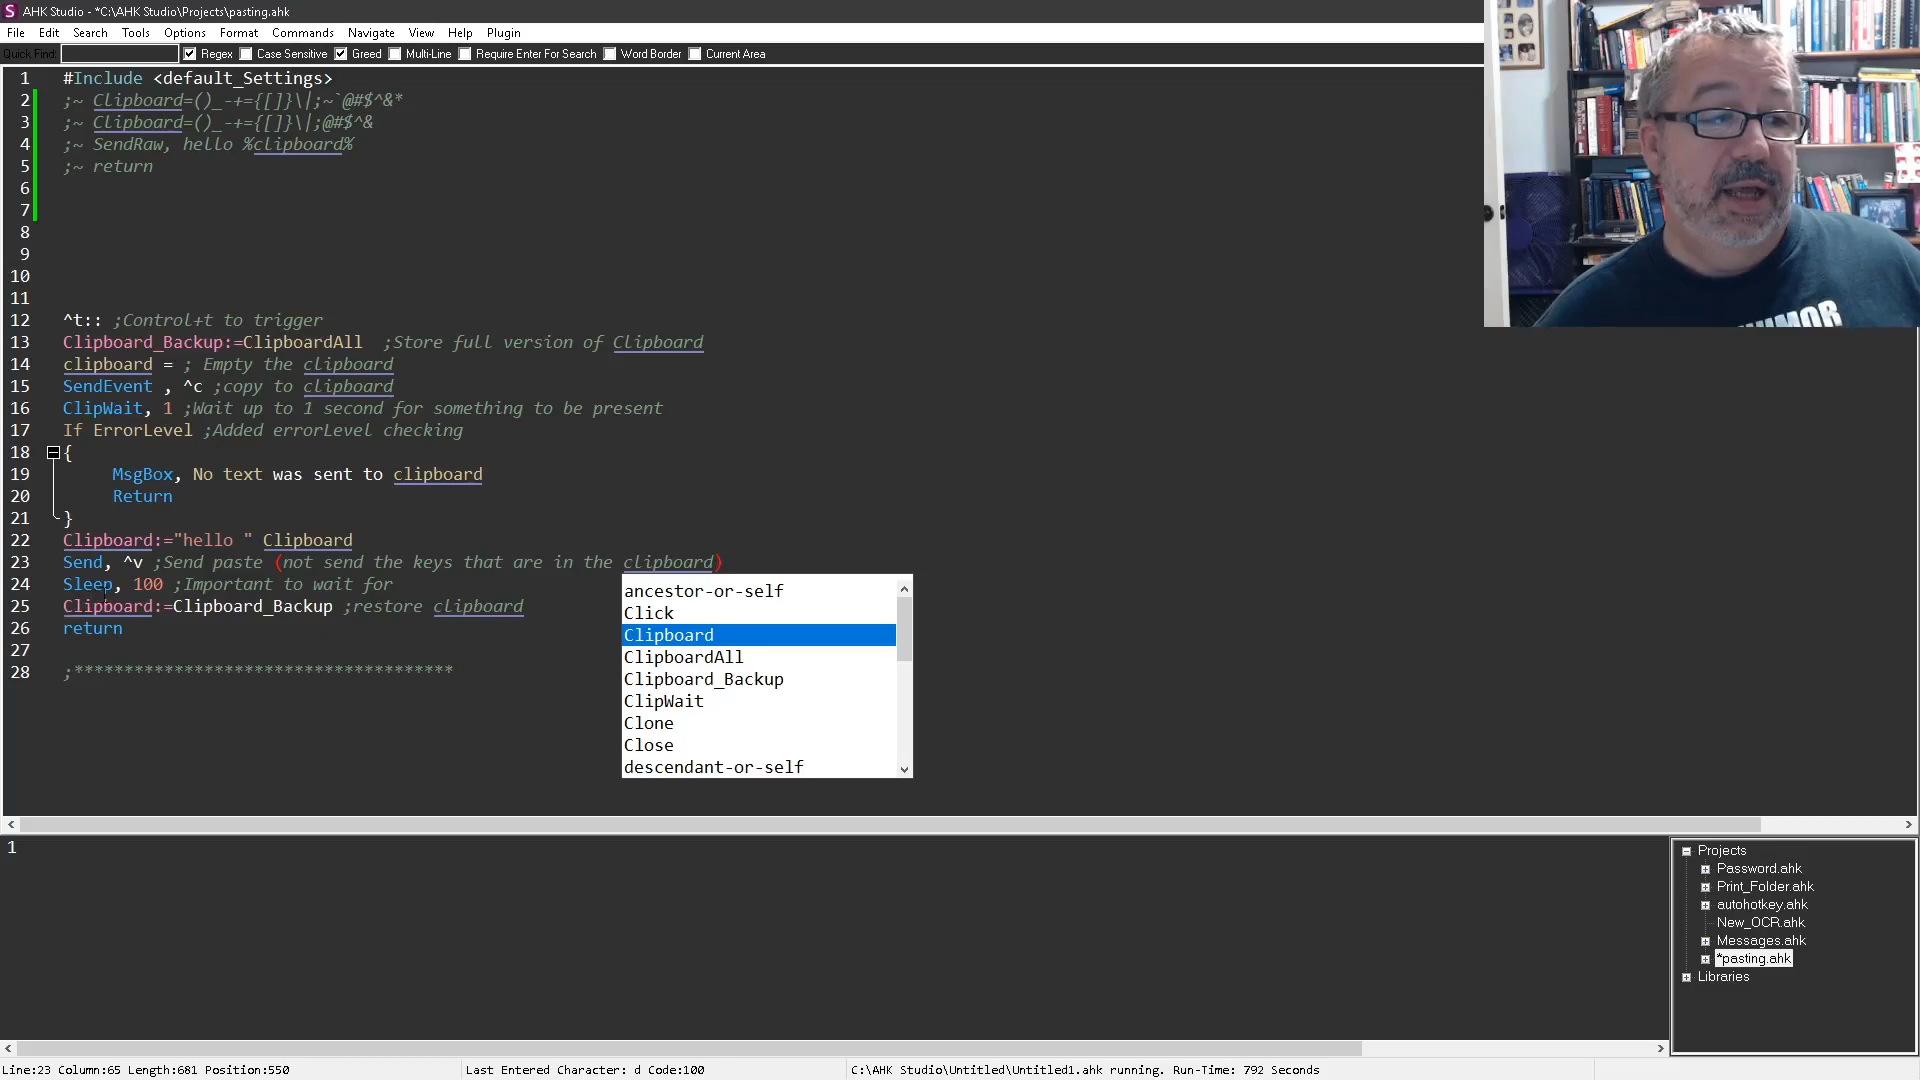 AHK Studio - *C:\AHK Studio\Projects\pasting.ahk
File Edit Search Tools Options Format Commands Navigate View Help Plugin
Quick Find: Regex Case Sensitive Greed Multi-Line Require Enter For Search Word Border Current Area
1 #Include <default_Settings>
2 ;~ Clipboard=()_-+={[]}\|;~`@#$^&*
3 ;~ Clipboard=()_-+={[]}\|;@#$^&
4 ;~ SendRaw, hello %clipboard%
5 ;~ return
6
7
8
9
10
11
12 ^t:: ;Control+t to trigger
13 Clipboard_Backup:=ClipboardAll ;Store full version of Clipboard
14 clipboard = ; Empty the clipboard
15 SendEvent , ^c ;copy to clipboard
16 ClipWait, 1 ;Wait up to 1 second for something to be present
17 If ErrorLevel ;Added errorLevel checking
18 {
19 MsgBox, No text was sent to clipboard
20 Return
21 }
22 Clipboard:="hello " Clipboard
23 Send, ^v ;Send paste (not send the keys that are in the clipboard)
24 Sleep, 100 ;Important to wait for
25 Clipboard:=Clipboard_Backup ;restore clipboard
26 return
27
28 ;**************************************
ancestor-or-self
Click
Clipboard
ClipboardAll
Clipboard_Backup
ClipWait
Clone
Close
descendant-or-self
1
Projects
Password.ahk
Print_Folder.ahk
autohotkey.ahk
New_OCR.ahk
Messages.ahk
*pasting.ahk
Libraries
Line:23 Column:65 Length:681 Position:550
Last Entered Character: d Code:100
C:\AHK Studio\Untitled\Untitled1.ahk running. Run-Time: 792 Seconds